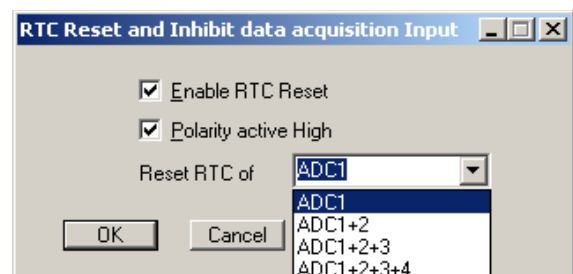 RTC Reset and Inhibit data acquisition Input
Enable RTC Reset
Polarity active High
Reset RTC of ADC1
ADC1
OK Cancel ADC1+2
ADC1+2+3
ADC1+2+3+4